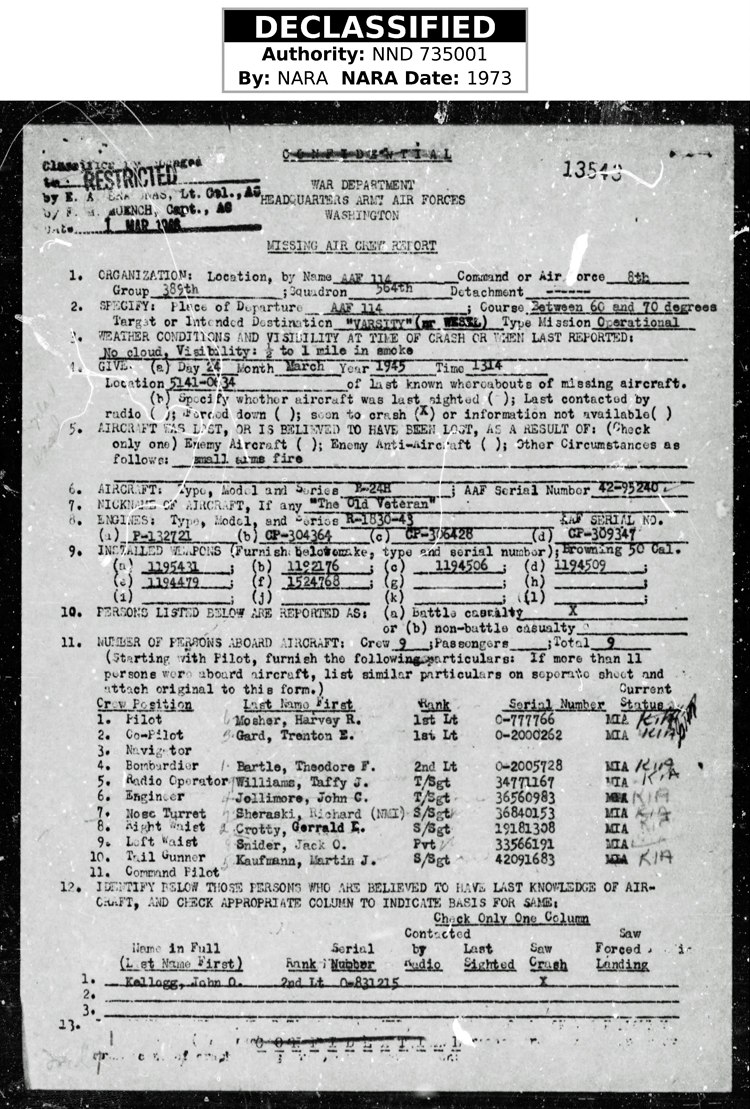 DECLASSIFIED
Authority: NND 735001
By: NARA NARA Date: 1973
CONFIDENTIAL
RESTRICTED
by E. A. Lt. Col., AC
MOENCH, Capt., AC
1 MAR
WAR DEPARTMENT
HEADQUARTERS ARMY AIR FORCES
WASHINGTON
MISSING AIR CREW REPORT
1. ORGANIZATION: Location, by Name AAF 114 Command or Air Force 8th
Group 389th ;Squadron 564th Detachment ------
2. SPECIFY: Place of Departure AAF 114 ; Course Between 60 and 70 degrees
Target or Intended Destination "VARSITY" (nr WESEL) Type Mission Operational
3. WEATHER CONDITIONS AND VISIBILITY AT TIME OF CRASH OR WHEN LAST REPORTED:
No cloud, Visibility: ½ to 1 mile in smoke
4. GIVE: (a) Day 24 Month March Year 1945 Time 1314
Location of last known whereabouts of missing aircraft.
(b) Specify whether aircraft was last sighted ( ); Last contacted by
radio ( ); Forced down ( ); seen to crash (X) or information not available( )
5. AIRCRAFT WAS LOST, OR IS BELIEVED TO HAVE BEEN LOST, AS A RESULT OF: (Check
only one) Enemy Aircraft ( ); Enemy Anti-Aircraft ( ); Other Circumstances as
follows: small arms fire
6. AIRCRAFT: Type, Model and Series B-24H ; AAF Serial Number 42-95240
7. NICKNAME OF AIRCRAFT, If any "The Old Veteran"
8. ENGINES: Type, Model, and Series R-1830-43 AAF SERIAL NO.
(a) P-132721 (b) CP-304364 (c) CP-306428 (d) CP-309347
9. INSTALLED WEAPONS (Furnish below make, type and serial number); Browning 50 Cal.
(a) 1195431 ; (b) 1192176 ; (c) 1194506 ; (d) 1194509
(e) 1194479 ; (f) 1524768 ; (g) ; (h) ;
(i) ; (j) ; (k) ; (l) ;
10. PERSONS LISTED BELOW ARE REPORTED AS: (a) battle casualty X
or (b) non-battle casualty
11. NUMBER OF PERSONS ABOARD AIRCRAFT: Crew 9 ;Passengers ;Total 9
(Starting with Pilot, furnish the following particulars: If more than 11
persons were aboard aircraft, list similar particulars on seperate sheet and
attach original to this form.)
Current
Crew Position Last Name First Rank Serial Number Status
1. Pilot Mosher, Harvey R. 1st Lt O-777766 MIA KIA
2. Co-Pilot Gard, Trenton E. 1st Lt O-2000262 MIA KIA
3. Navigator
4. Bombardier Bartle, Theodore F. 2nd Lt O-2005728 MIA KIA
5. Radio Operator Williams, Taffy J. T/Sgt 34771167 MIA KIA
6. Engineer Jollimore, John C. T/Sgt 36560983 KIA
7. Nose Turret Sheraski, Richard (NMI) S/Sgt 36840153 MIA KIA
8. Right Waist Crotty, Gerrald E. S/Sgt 19181308 MIA
9. Left Waist Snider, Jack O. Pvt 33566191 MIA
10. Tail Gunner Kaufmann, Martin J. S/Sgt 42091683 MIA KIA
11. Command Pilot
12. IDENTIFY BELOW THOSE PERSONS WHO ARE BELIEVED TO HAVE LAST KNOWLEDGE OF AIR-
CRAFT, AND CHECK APPROPRIATE COLUMN TO INDICATE BASIS FOR SAME:
Check Only One Column
Contacted Saw
Name in Full Serial by Last Saw Forced
(Last Name First) Rank Number Radio Sighted Crash Landing
1. Kellogg, John O. 2nd Lt O-831215 X
2.
3.
13.
CONFIDENTIAL